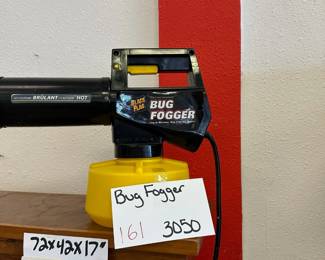 BRÛLANT HOT
BLACK FLAG
BUG
FOGGER
Bug Fogger
161 3050
72x42x17"